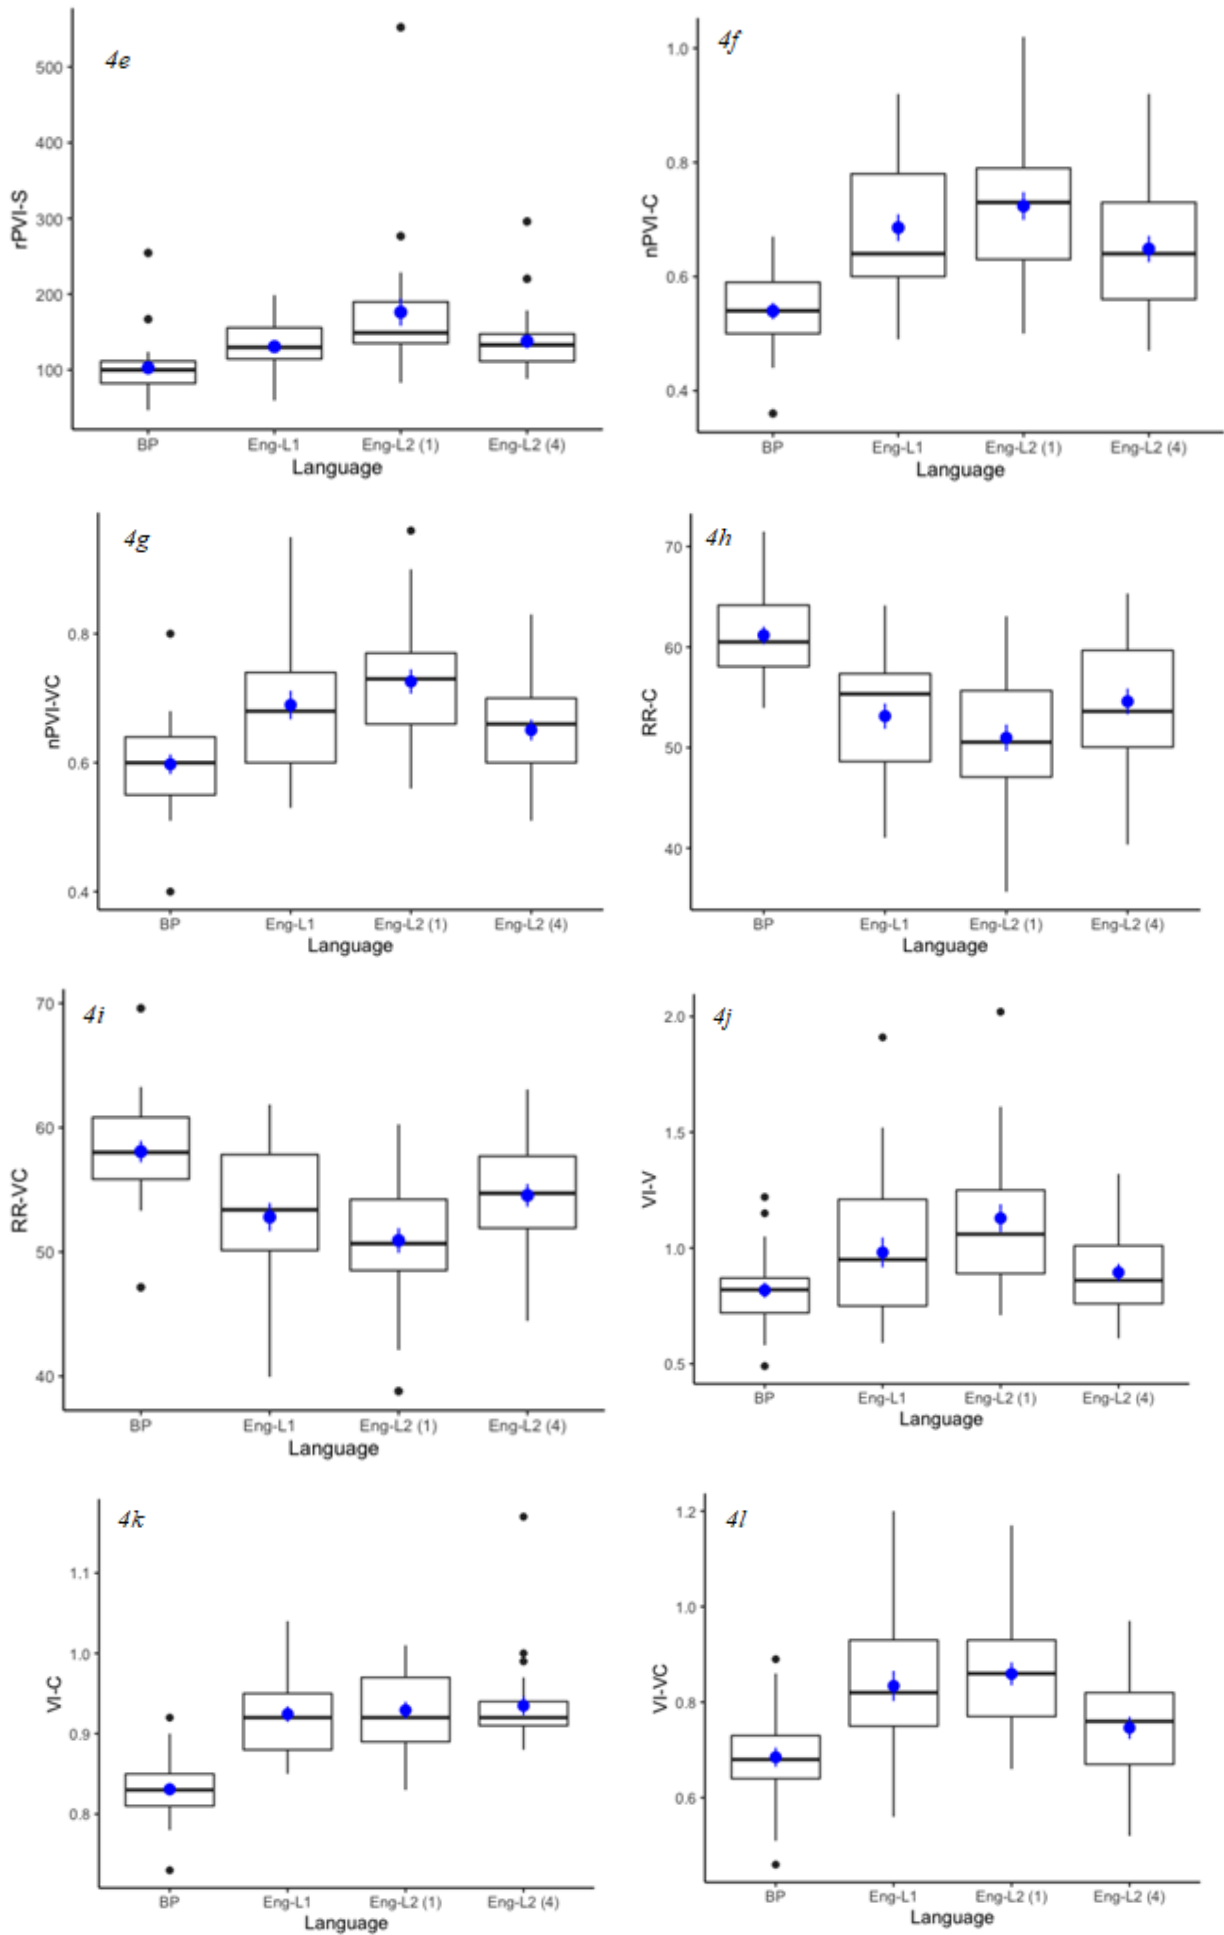 4e
500
400
300
200
100
rPVI-S
BP Eng-L1 Eng-L2 (1) Eng-L2 (4)
Language
4f
1.0
0.8
0.6
0.4
nPVI-C
BP Eng-L1 Eng-L2 (1) Eng-L2 (4)
Language
4g
0.8
0.6
0.4
nPVI-VC
BP Eng-L1 Eng-L2 (1) Eng-L2 (4)
Language
4h
70
60
50
40
RR-C
BP Eng-L1 Eng-L2 (1) Eng-L2 (4)
Language
4i
70
60
50
40
RR-VC
BP Eng-L1 Eng-L2 (1) Eng-L2 (4)
Language
4j
2.0
1.5
1.0
0.5
VI-V
BP Eng-L1 Eng-L2 (1) Eng-L2 (4)
Language
4k
1.1
1.0
0.9
0.8
VI-C
BP Eng-L1 Eng-L2 (1) Eng-L2 (4)
Language
4l
1.2
1.0
0.8
0.6
VI-VC
BP Eng-L1 Eng-L2 (1) Eng-L2 (4)
Language